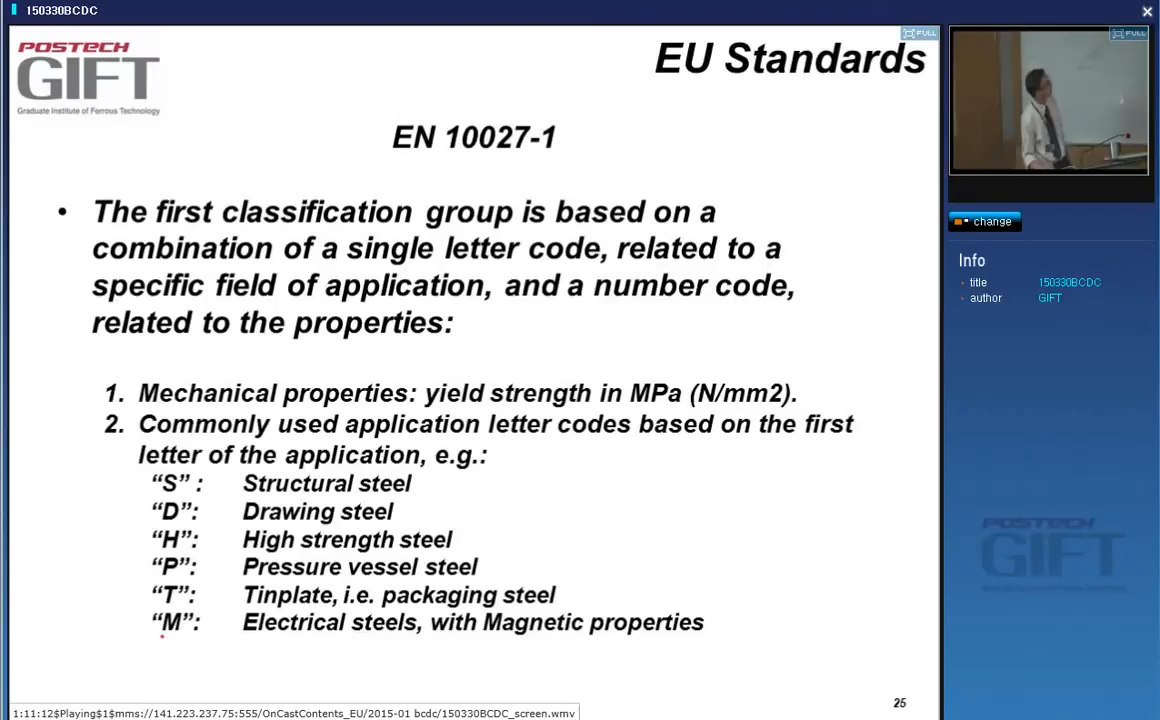 150330BCDC
FULL
POSTECH
GIFT
Graduate Institute of Ferrous Technology
EU Standards
EN 10027-1
• The first classification group is based on a
combination of a single letter code, related to a
specific field of application, and a number code,
related to the properties:
1. Mechanical properties: yield strength in MPa (N/mm2).
2. Commonly used application letter codes based on the first
letter of the application, e.g.:
“S” : Structural steel
“D”: Drawing steel
“H”: High strength steel
“P”: Pressure vessel steel
“T”: Tinplate, i.e. packaging steel
“M”: Electrical steels, with Magnetic properties
25
1:11:12$Playing$1$mms://141.223.237.75:555/OnCastContents_EU/2015-01 bcdc/150330BCDC_screen.wmv
FULL
change
Info
title 150330BCDC
author GIFT
POSTECH
GIFT